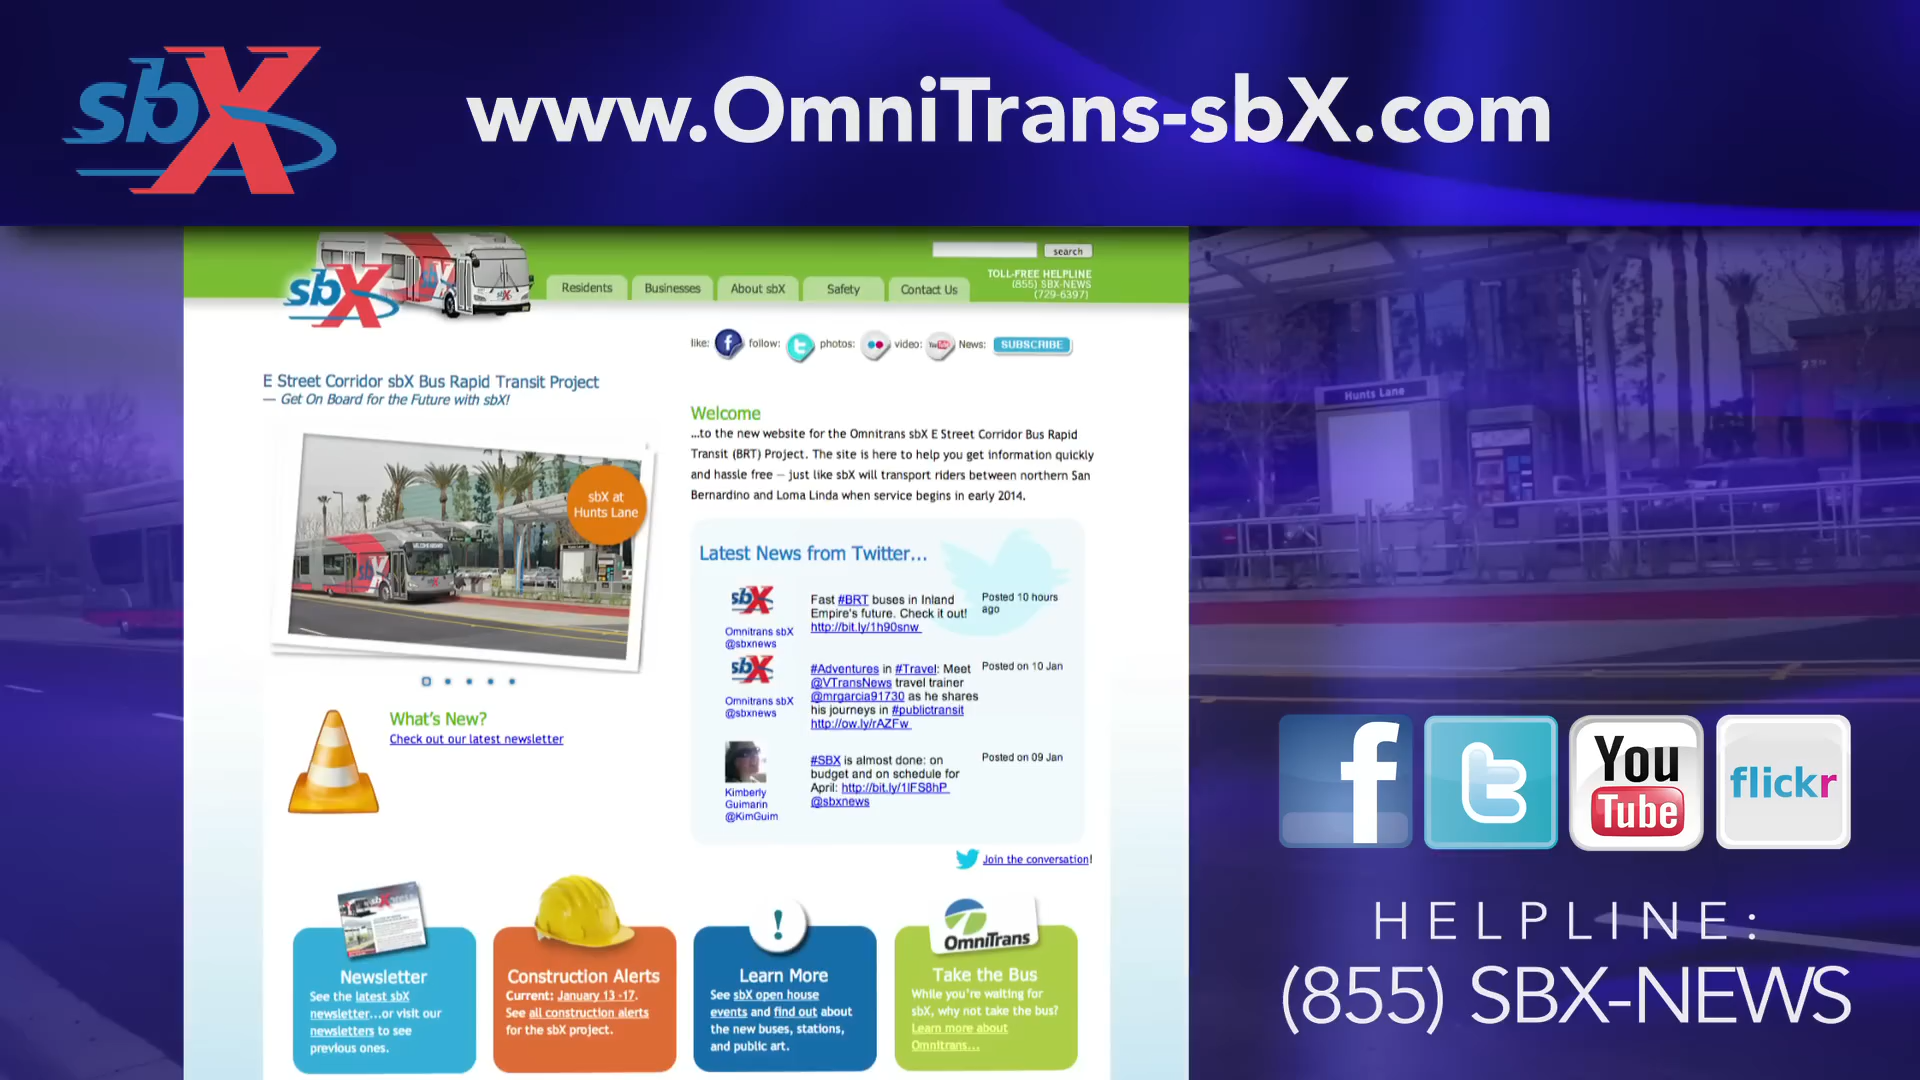 sbX
www.OmniTrans-sbX.com
search
TOLL-FREE HELPLINE
(855) SBX-NEWS
(729-6397)
sbX
Residents
Businesses
About sbX
Safety
Contact Us
like:
follow:
photos:
video:
News:
SUBSCRIBE
E Street Corridor sbX Bus Rapid Transit Project
— Get On Board for the Future with sbX!
sbX at
Hunts Lane
Welcome
...to the new website for the Omnitrans sbX E Street Corridor Bus Rapid
Transit (BRT) Project. The site is here to help you get information quickly
and hassle free — just like sbX will transport riders between northern San
Bernardino and Loma Linda when service begins in early 2014.
Latest News from Twitter...
sbX
Omnitrans sbX
@sbxnews
Fast #BRT buses in Inland
Empire's future. Check it out!
http://bit.ly/1h90snw
Posted 10 hours
ago
sbX
Omnitrans sbX
@sbxnews
#Adventures in #Travel: Meet
@VTransNews travel trainer
@mrgarcia91730 as he shares
his journeys in #publictransit
http://ow.ly/rAZFw
Posted on 10 Jan
Kimberly
Guimarin
@KimGuim
#SBX is almost done: on
budget and on schedule for
April: http://bit.ly/1lFS8hP
@sbxnews
Posted on 09 Jan
Join the conversation!
What's New?
Check out our latest newsletter
Newsletter
See the latest sbX
newsletter...or visit our
newsletters to see
previous ones.
Construction Alerts
Current: January 13 -17.
See all construction alerts
for the sbX project.
!
Learn More
See sbX open house
events and find out about
the new buses, stations,
and public art.
OmniTrans
Take the Bus
While you're waiting for
sbX, why not take the bus?
Learn more about
Omnitrans...
Hunts Lane
f
t
You
Tube
flickr
HELPLINE:
(855) SBX-NEWS